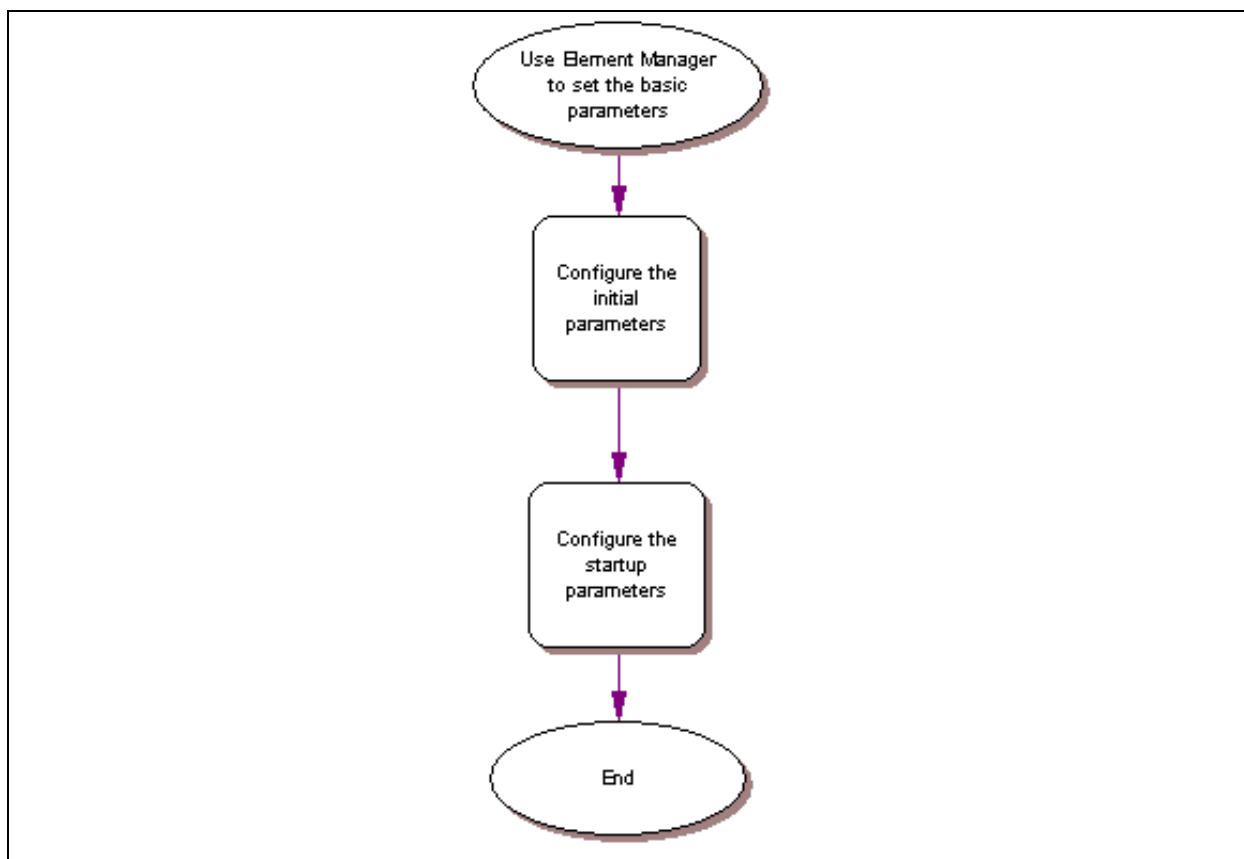 Use Element Manager
to set the basic
parameters
Configure the
initial
parameters
Configure the
startup
parameters
End